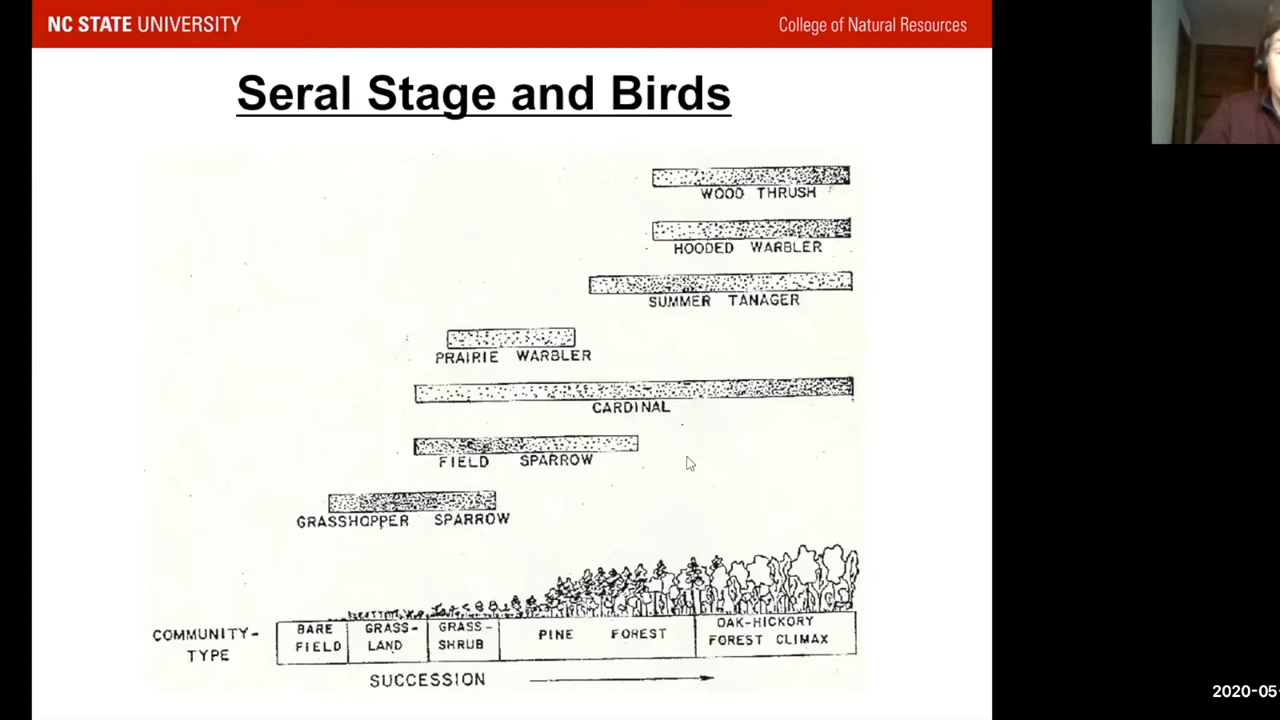 NC STATE UNIVERSITY
College of Natural Resources
Seral Stage and Birds
WOOD THRUSH
HOODED WARBLER
SUMMER TANAGER
PRAIRIE WARBLER
CARDINAL
FIELD SPARROW
GRASSHOPPER SPARROW
COMMUNITY-
TYPE
BARE
FIELD
GRASS-
LAND
GRASS-
SHRUB
PINE FOREST
OAK-HICKORY
FOREST CLIMAX
SUCCESSION
2020-05-